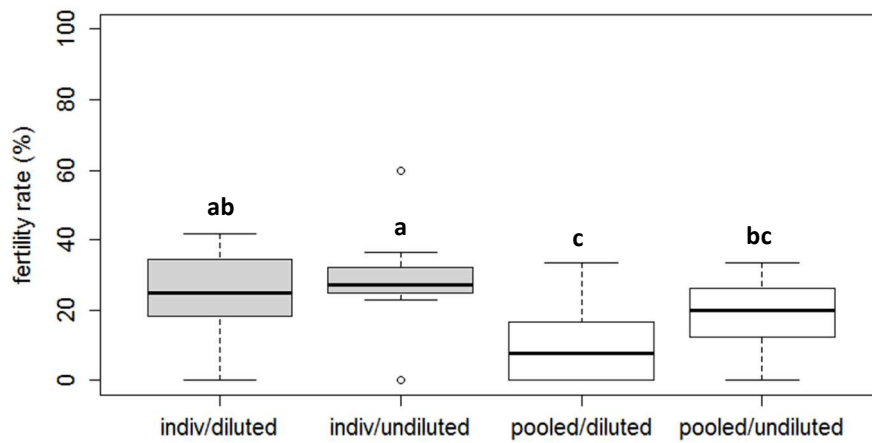 100
80
60
40
20
0
fertility rate (%)
ab
a
c
bc
indiv/diluted indiv/undiluted pooled/diluted pooled/undiluted